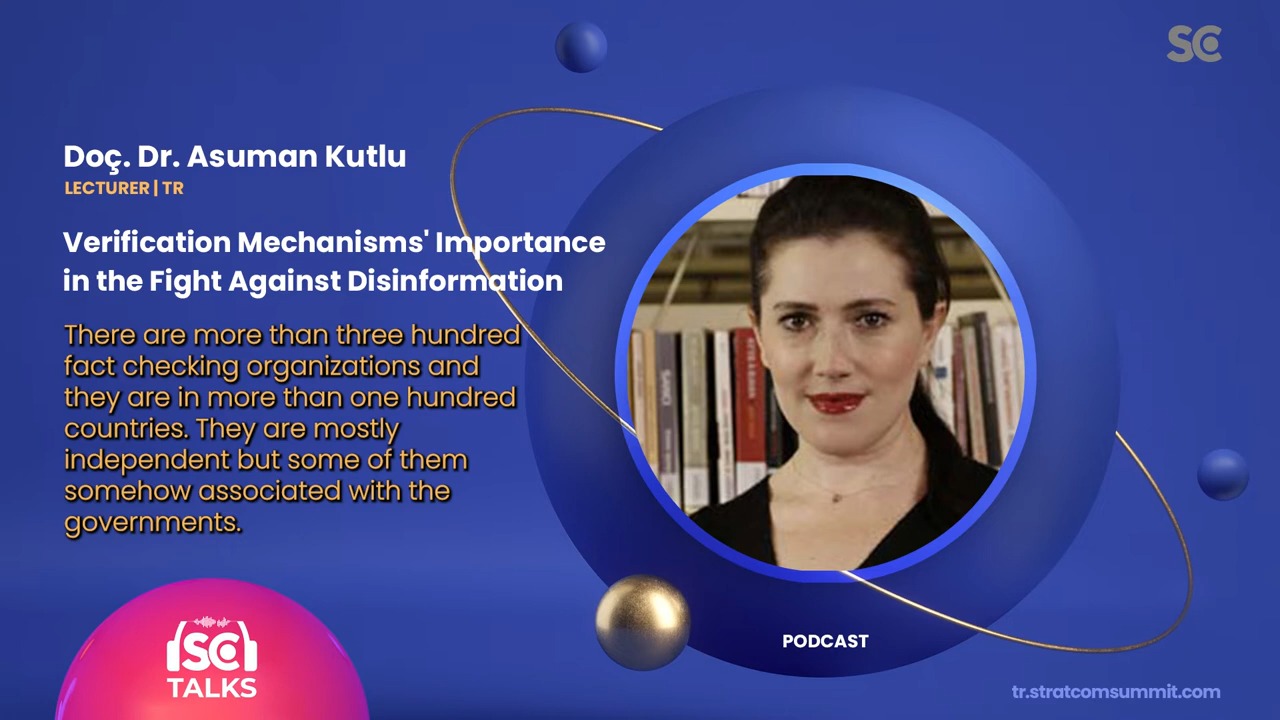 SC
Doç. Dr. Asuman Kutlu
LECTURER | TR
Verification Mechanisms' Importance
in the Fight Against Disinformation
There are more than three hundred
fact checking organizations and
they are in more than one hundred
countries. They are mostly
independent but some of them
somehow associated with the
governments.
SC
TALKS
PODCAST
tr.stratcomsummit.com